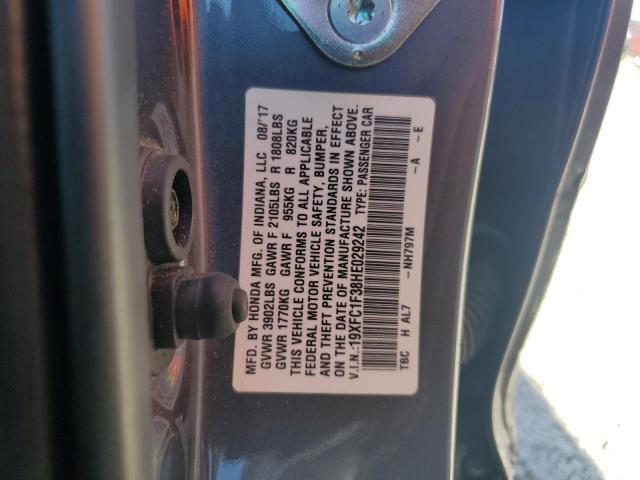 MFD. BY HONDA MFG. OF INDIANA, LLC 08/'17
GVWR 3902LBS GAWR F 2105LBS R 1808LBS
GVWR 1770KG GAWR F 955KG R 820KG
THIS VEHICLE CONFORMS TO ALL APPLICABLE
FEDERAL MOTOR VEHICLE SAFETY, BUMPER,
AND THEFT PREVENTION STANDARDS IN EFFECT
ON THE DATE OF MANUFACTURE SHOWN ABOVE.
V.I.N.:19XFC1F38HE029242 TYPE: PASSENGER CAR
TBC H AL7 -NH797M -A -E